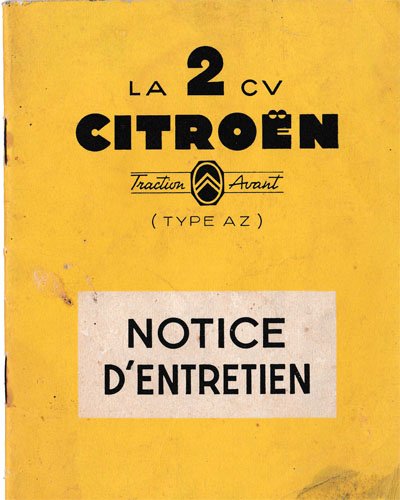 LA 2 CV
CITROËN
Traction Avant
(TYPE AZ)
NOTICE
D'ENTRETIEN